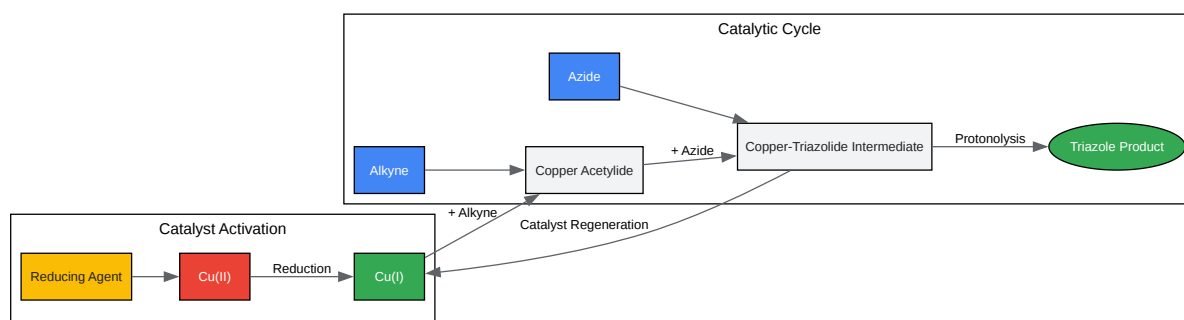 Catalytic Cycle
Azide
Copper-Triazolide Intermediate
Protonolysis
Triazole Product
+ Azide
Alkyne
Copper Acetylide
+ Alkyne
Catalyst Regeneration
Catalyst Activation
Reducing Agent
Cu(II)
Reduction
Cu(I)